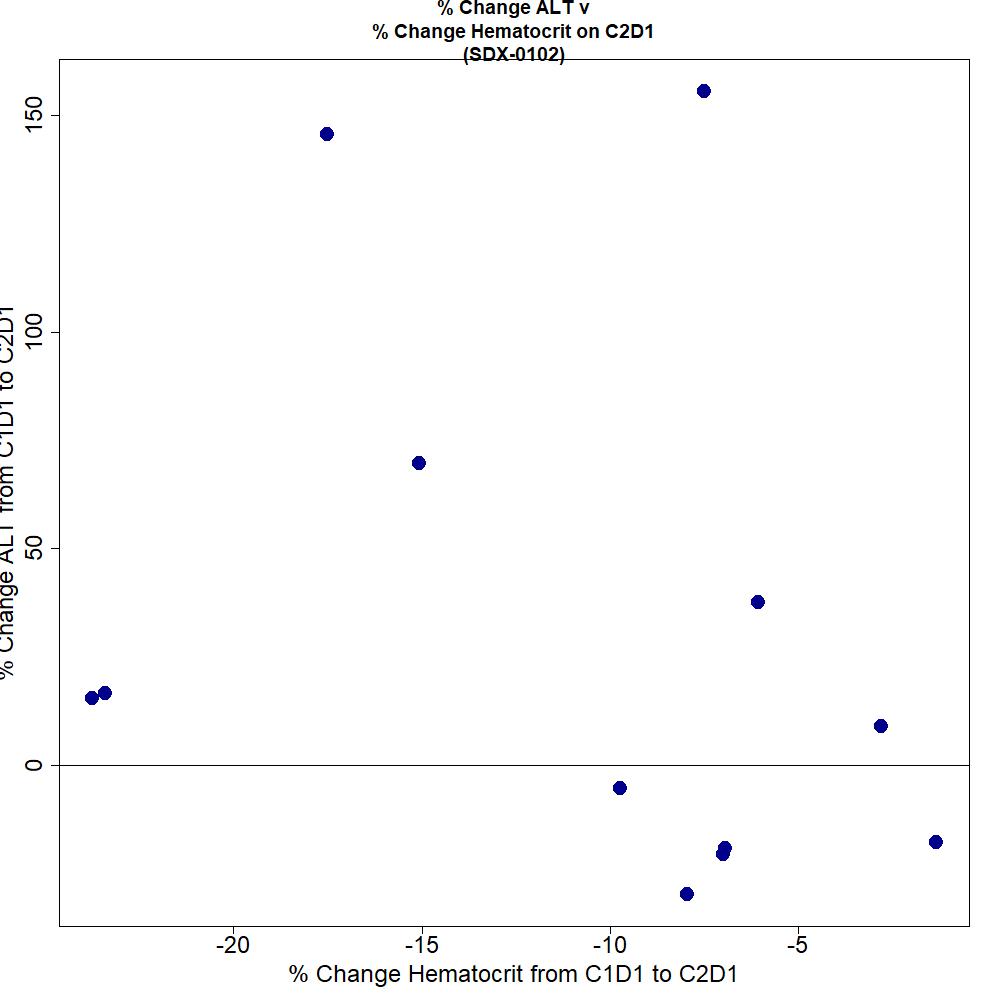 % Change ALT v
% Change Hematocrit on C2D1
(SDX-0102)
150
100
50
0
% Change ALT from C1D1 to C2D1
-20
-15
-10
-5
% Change Hematocrit from C1D1 to C2D1